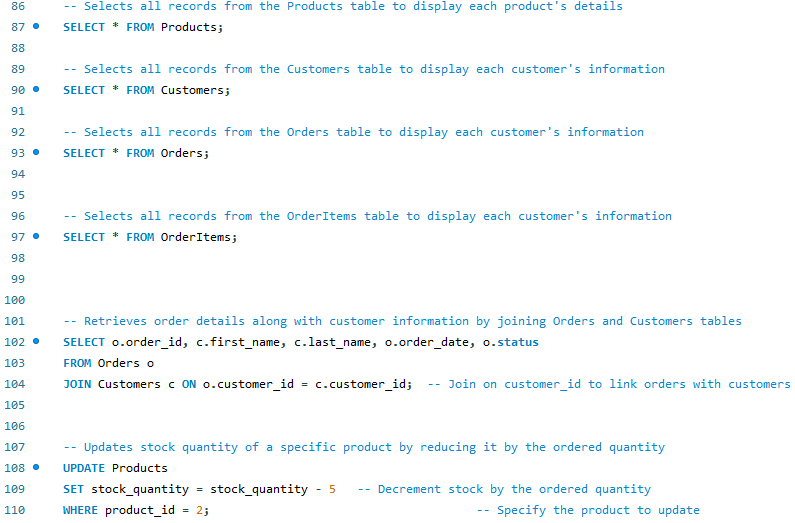 86 -- Selects all records from the Products table to display each product's details
87 SELECT * FROM Products;
88
89 -- Selects all records from the Customers table to display each customer's information
90 SELECT * FROM Customers;
91
92 -- Selects all records from the Orders table to display each customer's information
93 SELECT * FROM Orders;
94
95
96 -- Selects all records from the OrderItems table to display each customer's information
97 SELECT * FROM OrderItems;
98
99
100
101 -- Retrieves order details along with customer information by joining Orders and Customers tables
102 SELECT o.order_id, c.first_name, c.last_name, o.order_date, o.status
103 FROM Orders o
104 JOIN Customers c ON o.customer_id = c.customer_id; -- Join on customer_id to link orders with customers
105
106
107 -- Updates stock quantity of a specific product by reducing it by the ordered quantity
108 UPDATE Products
109 SET stock_quantity = stock_quantity - 5 -- Decrement stock by the ordered quantity
110 WHERE product_id = 2; -- Specify the product to update